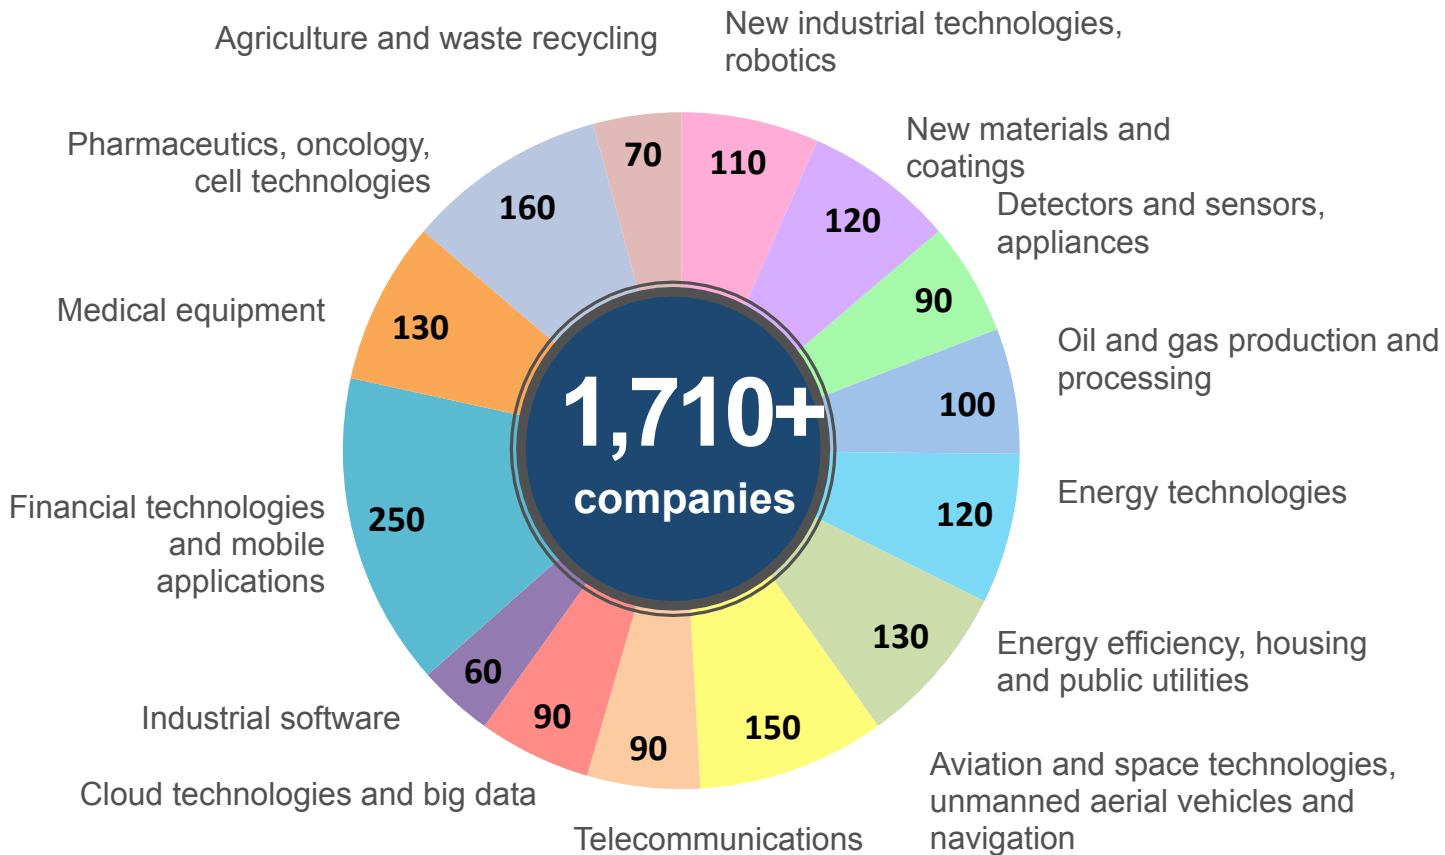 Agriculture and waste recycling
New industrial technologies,
robotics
Pharmaceutics, oncology,
cell technologies
New materials and
coatings
Detectors and sensors,
appliances
Medical equipment
Oil and gas production and
processing
Financial technologies
and mobile
applications
Energy technologies
Energy efficiency, housing
and public utilities
Industrial software
Cloud technologies and big data
Telecommunications
Aviation and space technologies,
unmanned aerial vehicles and
navigation
70
110
160
120
90
130
100
250
120
130
60
90
90
150
1,710+
companies